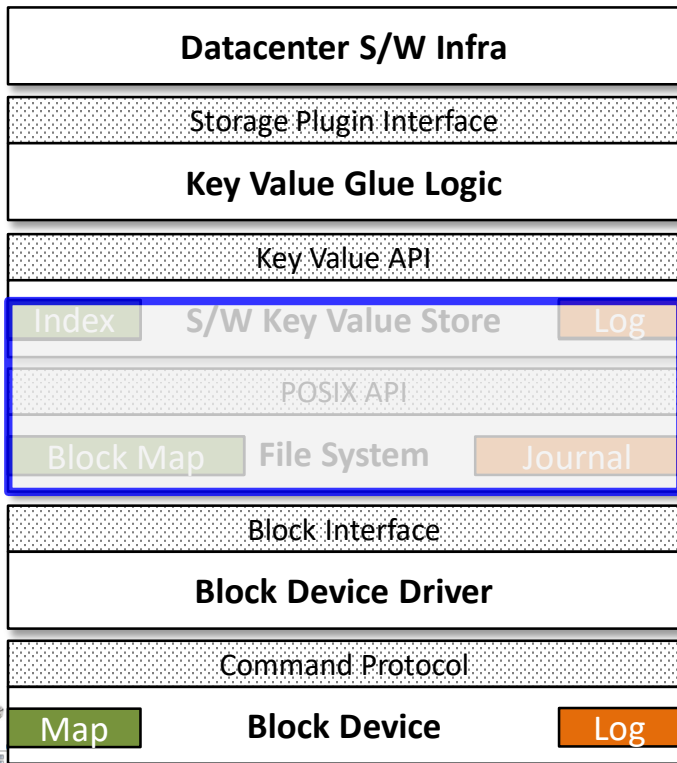 Datacenter S/W Infra
Storage Plugin Interface
Key Value Glue Logic
Key Value API
Index S/W Key Value Store Log
POSIX API
Block Map File System Journal
Block Interface
Block Device Driver
Command Protocol
Map Block Device Log